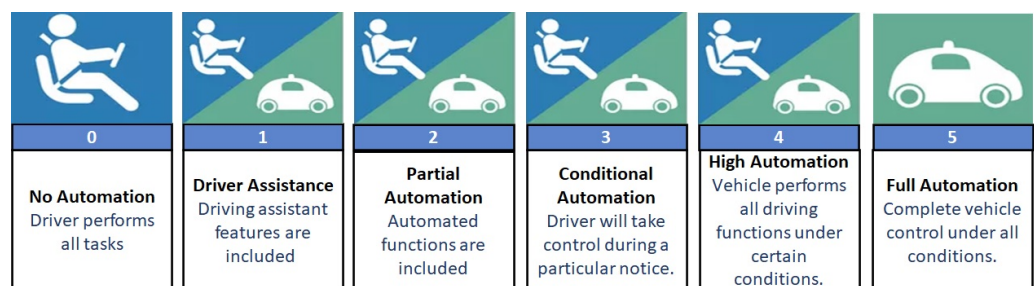 0
No Automation
Driver performs
all tasks
1
Driver Assistance
Driving assistant
features are
included
2
Partial
Automation
Automated
functions are
included
3
Conditional
Automation
Driver will take
control during a
particular notice.
4
High Automation
Vehicle performs
all driving
functions under
certain
conditions.
5
Full Automation
Complete vehicle
control under all
conditions.